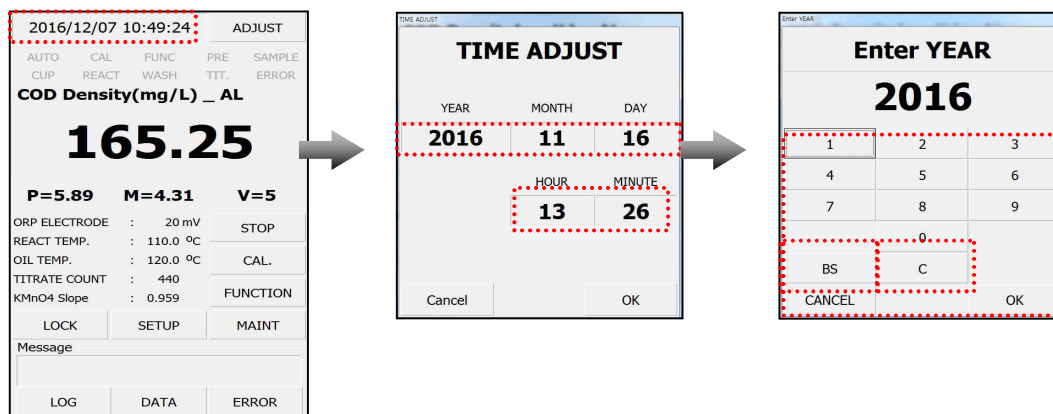 2016/12/07 10:49:24 ADJUST
AUTO CAL FUNC PRE SAMPLE
CUP REACT WASH TIT. ERROR
COD Density(mg/L) _ AL
165.25
P=5.89 M=4.31 V=5
ORP ELECTRODE : 20 mV
STOP
REACT TEMP. : 110.0 ºC
OIL TEMP. : 120.0 ºC
CAL.
TITRATE COUNT : 440
FUNCTION
KMnO4 Slope : 0.959
LOCK SETUP MAINT
Message
LOG DATA ERROR
TIME ADJUST
TIME ADJUST
YEAR MONTH DAY
2016 11 16
HOUR MINUTE
13 26
Cancel OK
Enter YEAR
Enter YEAR
2016
1 2 3
4 5 6
7 8 9
0
BS C
CANCEL OK